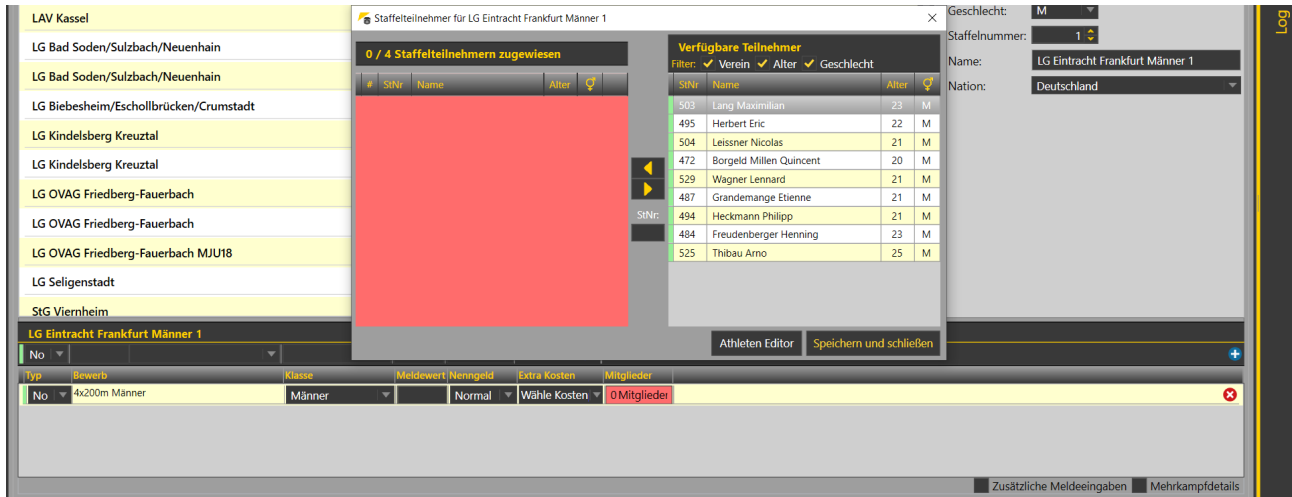 LAV Kassel
LG Bad Soden/Sulzbach/Neuenhain
LG Bad Soden/Sulzbach/Neuenhain
LG Biebesheim/Eschollbrücken/Crumstadt
LG Kindelsberg Kreuztal
LG Kindelsberg Kreuztal
LG OVAG Friedberg-Fauerbach
LG OVAG Friedberg-Fauerbach
LG OVAG Friedberg-Fauerbach MJU18
LG Seligenstadt
StG Viernheim
Staffelteilnehmer für LG Eintracht Frankfurt Männer 1
0 / 4 Staffelteilnehmern zugewiesen
# StNr Name Alter
StNr:
Verfügbare Teilnehmer
Filter: Verein Alter Geschlecht
StNr Name Alter
503 Lang Maximilian 23 M
495 Herbert Eric 22 M
504 Leissner Nicolas 21 M
472 Borgeld Millen Quincent 20 M
529 Wagner Lennard 21 M
487 Grandemange Etienne 21 M
494 Heckmann Philipp 21 M
484 Freudenberger Henning 23 M
525 Thibau Arno 25 M
Athleten Editor Speichern und schließen
Geschlecht: M
Staffelnummer: 1
Name: LG Eintracht Frankfurt Männer 1
Nation: Deutschland
Log
LG Eintracht Frankfurt Männer 1
No
Typ Bewerb Klasse Meldewert Nenngeld Extra Kosten Mitglieder
No 4x200m Männer Männer Normal Wähle Kosten 0 Mitglieder
Zusätzliche Meldeeingaben Mehrkampfdetails